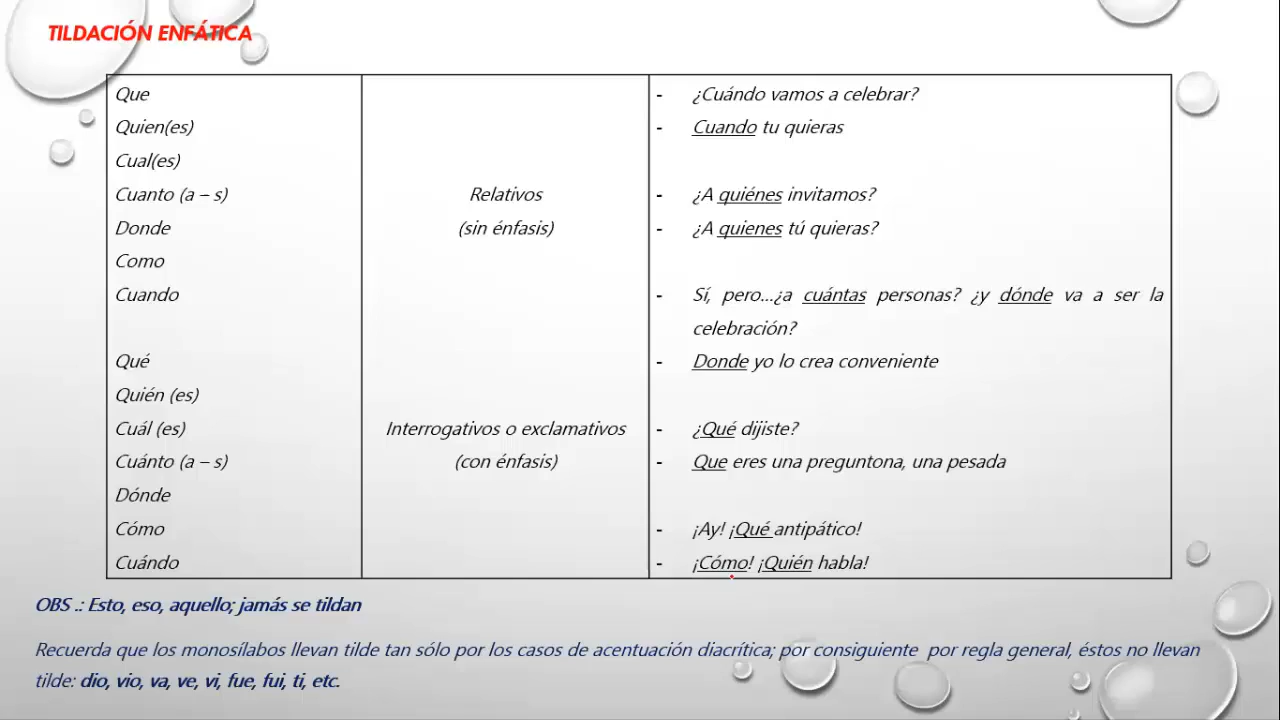 TILDACIÓN ENFÁTICA
Que
Quien(es)
Cual(es)
Cuanto (a – s)
Donde
Como
Cuando
Qué
Quién (es)
Cuál (es)
Cuánto (a – s)
Dónde
Cómo
Cuándo
Relativos
(sin énfasis)
Interrogativos o exclamativos
(con énfasis)
- ¿Cuándo vamos a celebrar?
- Cuando tu quieras
- ¿A quiénes invitamos?
- ¿A quienes tú quieras?
- Sí, pero...¿a cuántas personas? ¿y dónde va a ser la
celebración?
- Donde yo lo crea conveniente
- ¿Qué dijiste?
- Que eres una preguntona, una pesada
- ¡Ay! ¡Qué antipático!
- ¡Cómo! ¡Quién habla!
OBS .: Esto, eso, aquello; jamás se tildan
Recuerda que los monosílabos llevan tilde tan sólo por los casos de acentuación diacrítica; por consiguiente por regla general, éstos no llevan
tilde: dio, vio, va, ve, vi, fue, fui, ti, etc.